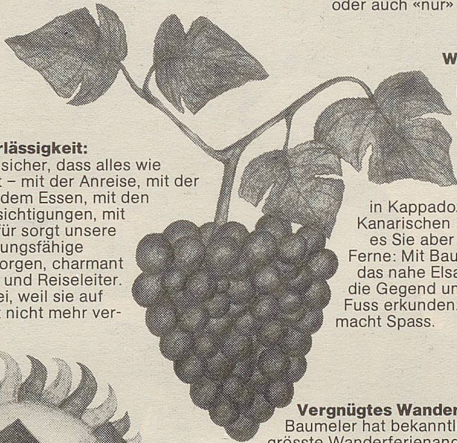 oder auch «nur»
W
rlässigkeit:
sicher, dass alles wie
t – mit der Anreise, mit der
dem Essen, mit den
sichtigungen, mit
für sorgt unsere
ungsfähige
orgen, charmant
und Reiseleiter.
ei, weil sie auf
t nicht mehr ver-
in Kappado
Kanarischen
es Sie aber
Ferne: Mit Bau
das nahe Elsa
die Gegend un
Fuss erkunden.
macht Spass.
Vergnügtes Wander
Baumeler hat bekanntl
grösste Wanderferienang